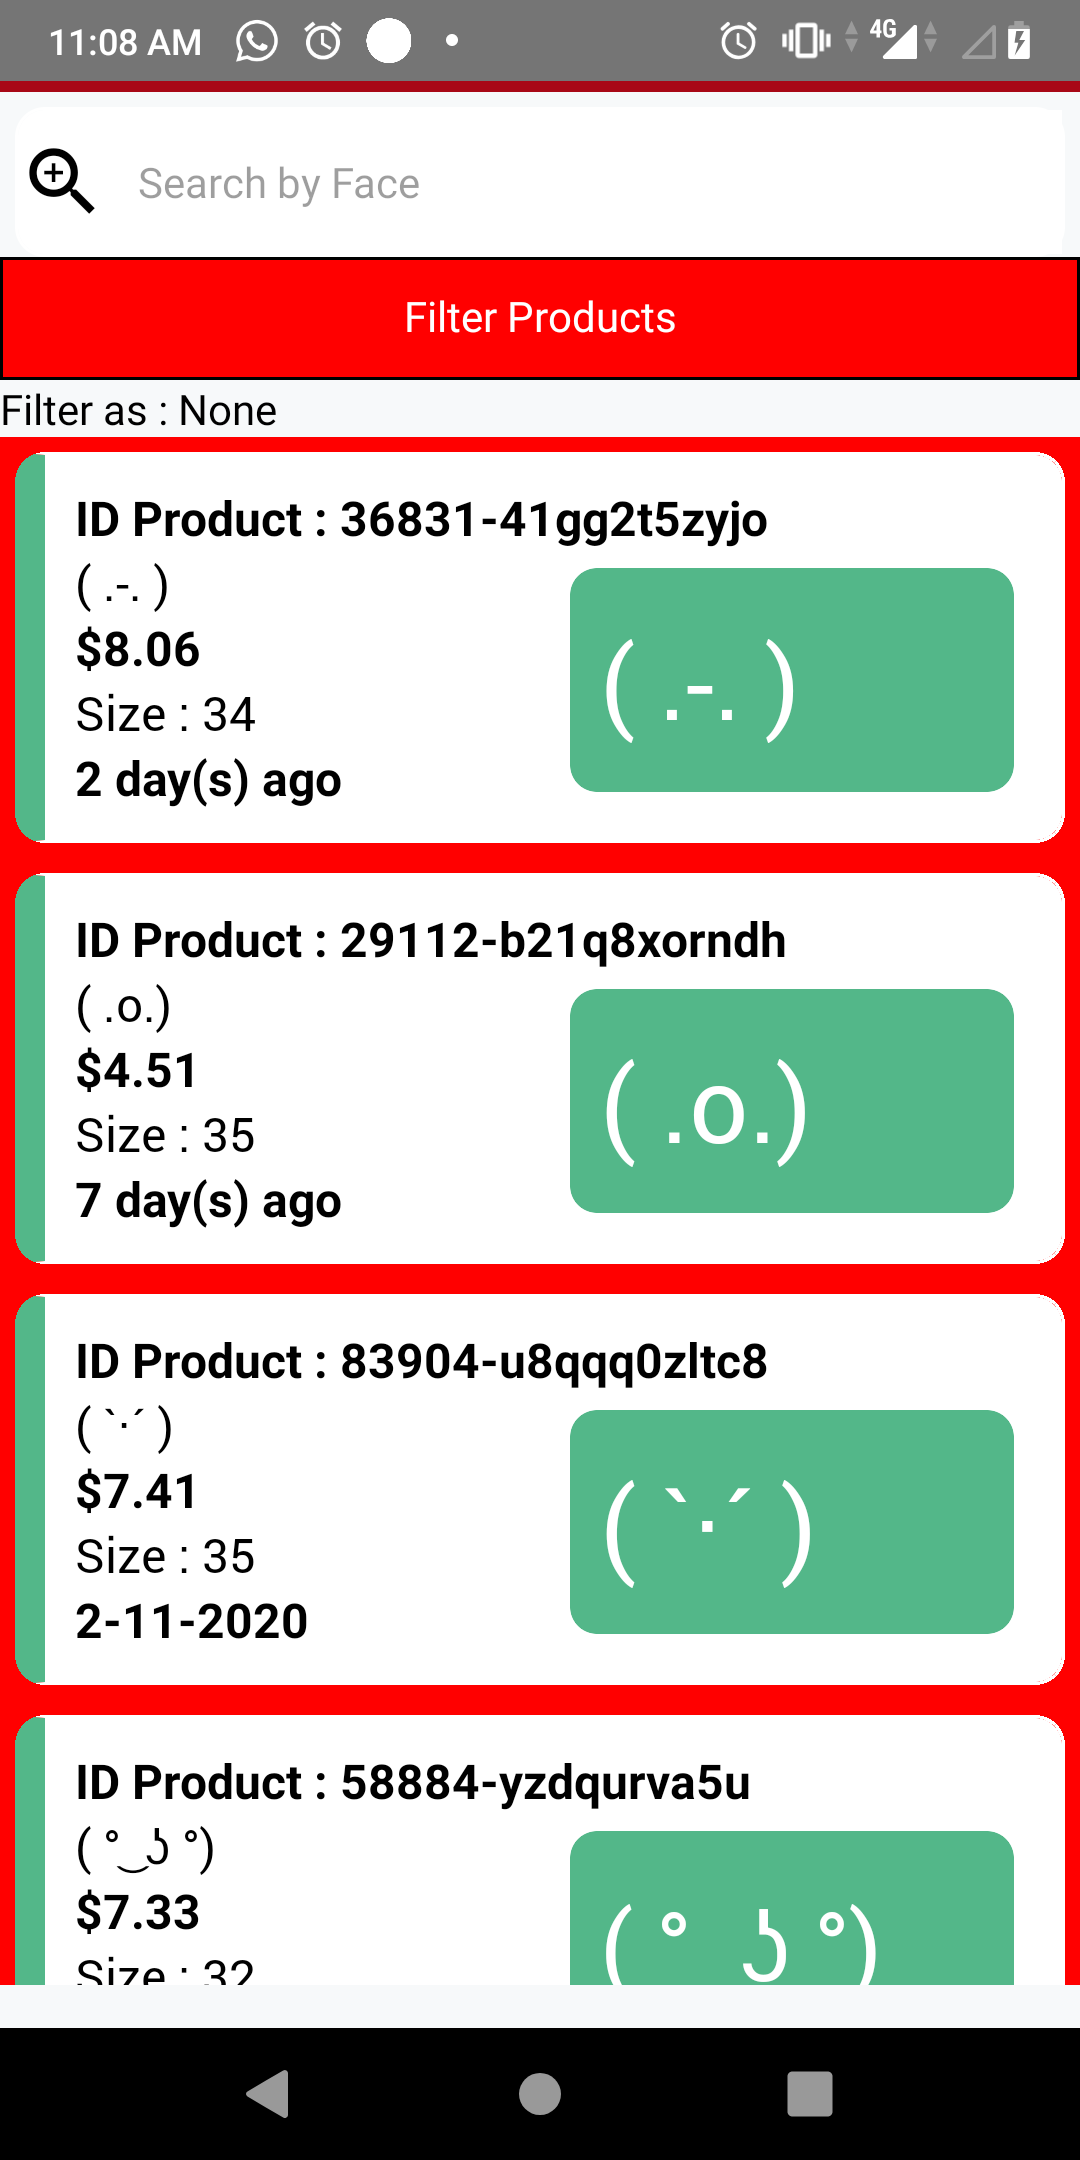 11:08 AM
4G
Search by Face
Filter Products
Filter as : None
ID Product : 36831-41gg2t5zyjo
( .-. )
$8.06
Size : 34
2 day(s) ago
( .-. )
ID Product : 29112-b21q8xorndh
( .o.)
$4.51
Size : 35
7 day(s) ago
( .o.)
ID Product : 83904-u8qqq0zltc8
( `·´ )
$7.41
Size : 35
2-11-2020
( `·´ )
ID Product : 58884-yzdqurva5u
( ° ͜ʖ °)
$7.33
Size : 32
( ° ͜ʖ °)